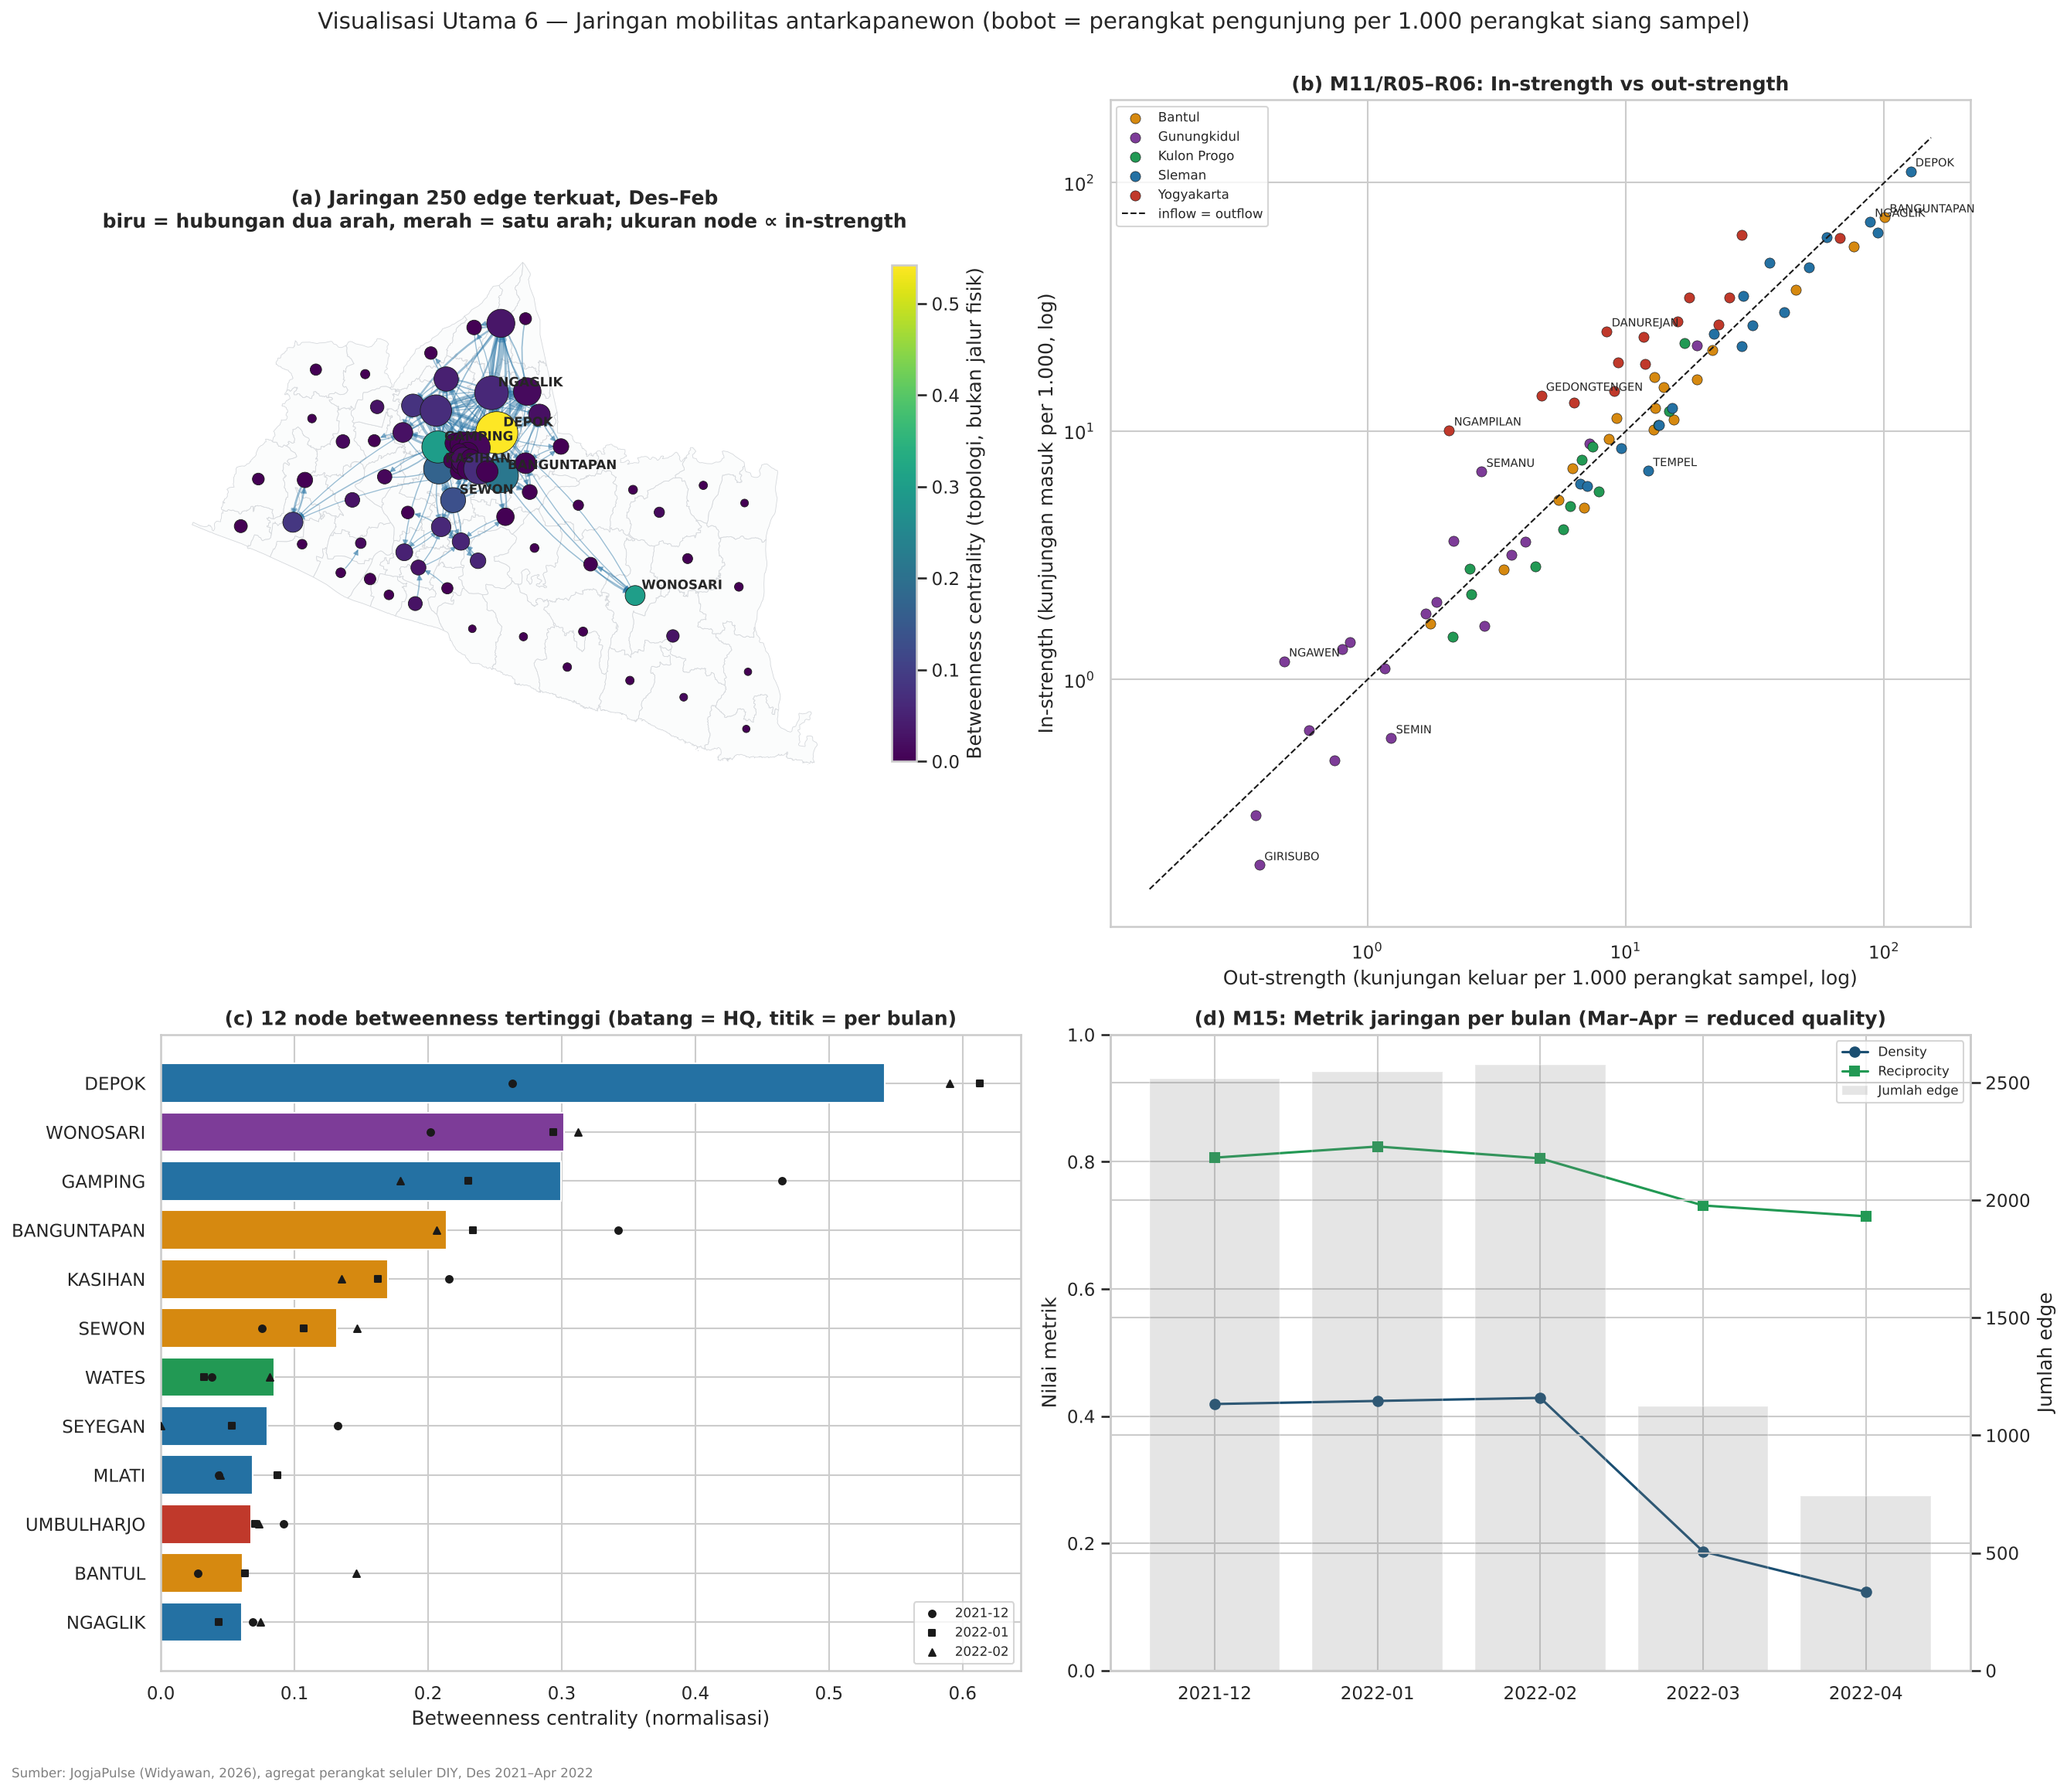 Visualisasi Utama 6 — Jaringan mobilitas antarkapanewon (bobot = perangkat pengunjung per 1.000 perangkat siang sampel)
(a) Jaringan 250 edge terkuat, Des–Feb
biru = hubungan dua arah, merah = satu arah; ukuran node ∝ in-strength
NGAGLIK
DEPOK
GAMPING
KASIHAN
BANGUNTAPAN
SEWON
WONOSARI
0.5
0.4
0.3
0.2
0.1
0.0
Betweenness centrality (topologi, bukan jalur fisik)
(b) M11/R05–R06: In-strength vs out-strength
Bantul
Gunungkidul
Kulon Progo
Sleman
Yogyakarta
inflow = outflow
DEPOK
BANGUNTAPAN
NGAGLIK
DANUREJAN
GEDONGTENGEN
NGAMPILAN
SEMANU
TEMPEL
NGAWEN
SEMIN
GIRISUBO
10²
10¹
10⁰
In-strength (kunjungan masuk per 1.000, log)
10⁰ 10¹ 10²
Out-strength (kunjungan keluar per 1.000 perangkat sampel, log)
(c) 12 node betweenness tertinggi (batang = HQ, titik = per bulan)
DEPOK
WONOSARI
GAMPING
BANGUNTAPAN
KASIHAN
SEWON
WATES
SEYEGAN
MLATI
UMBULHARJO
BANTUL
NGAGLIK
2021-12
2022-01
2022-02
0.0 0.1 0.2 0.3 0.4 0.5 0.6
Betweenness centrality (normalisasi)
(d) M15: Metrik jaringan per bulan (Mar–Apr = reduced quality)
Density
Reciprocity
Jumlah edge
1.0
0.8
0.6
0.4
0.2
0.0
Nilai metrik
2500
2000
1500
1000
500
0
Jumlah edge
2021-12 2022-01 2022-02 2022-03 2022-04
Sumber: JogjaPulse (Widyawan, 2026), agregat perangkat seluler DIY, Des 2021–Apr 2022